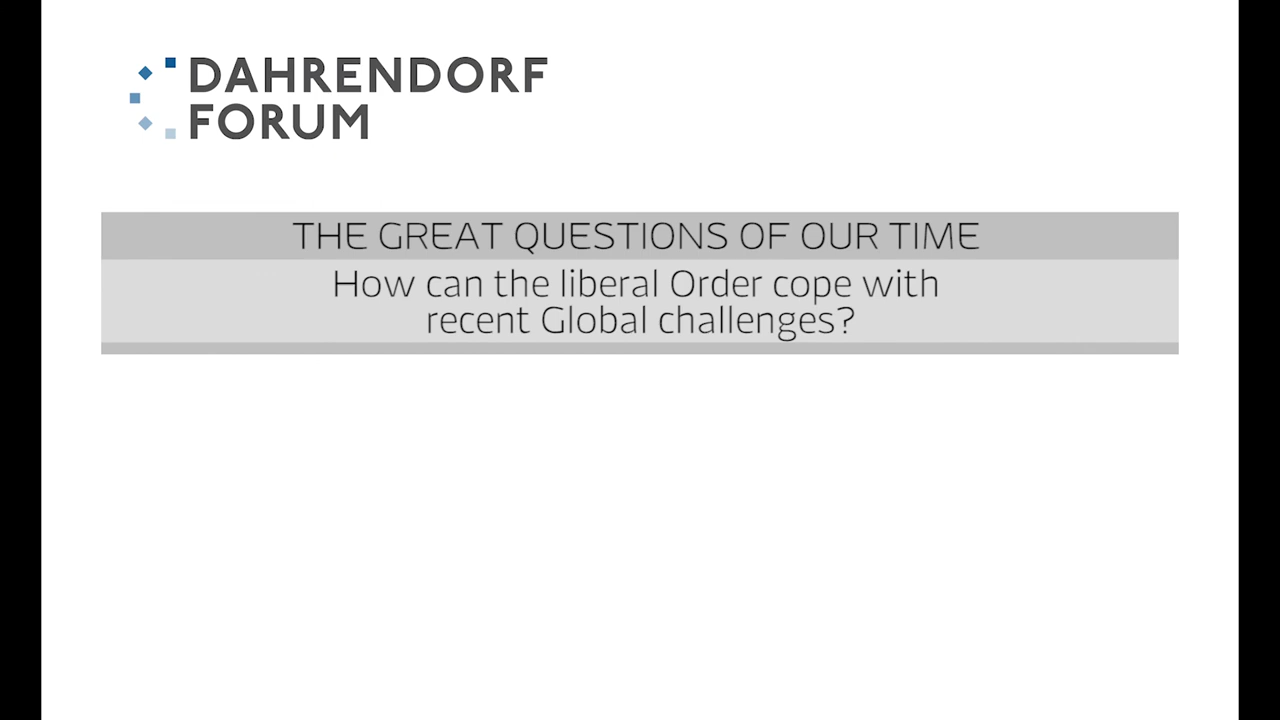 DAHRENDORF
FORUM
THE GREAT QUESTIONS OF OUR TIME
How can the liberal Order cope with
recent Global challenges?